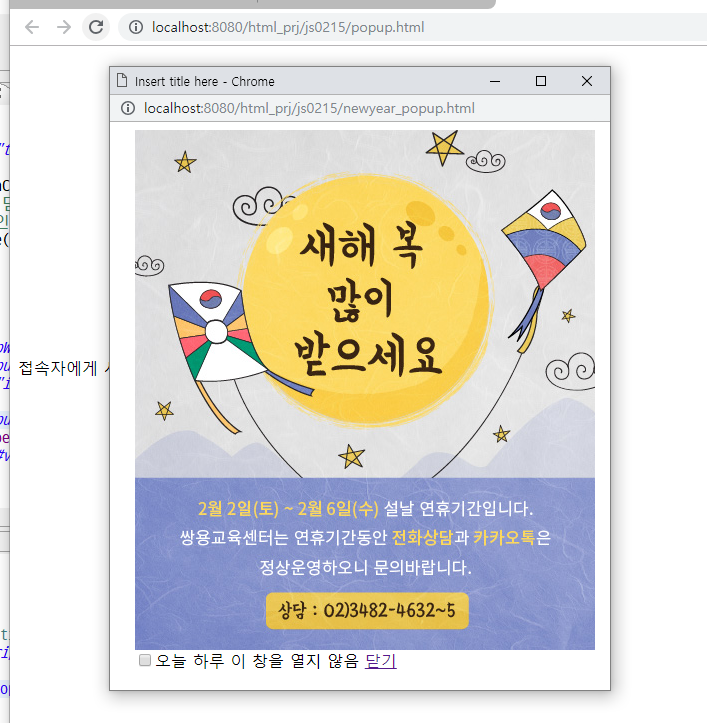 localhost:8080/html_prj/js0215/popup.html
Insert title here - Chrome
localhost:8080/html_prj/js0215/newyear_popup.html
새해 복
많이
받으세요
접속자에게
2월 2일(토) ~ 2월 6일(수) 설날 연휴기간입니다.
쌍용교육센터는 연휴기간동안 전화상담과 카카오톡은
정상운영하오니 문의바랍니다.
상담 : 02)3482-4632~5
오늘 하루 이 창을 열지 않음 닫기